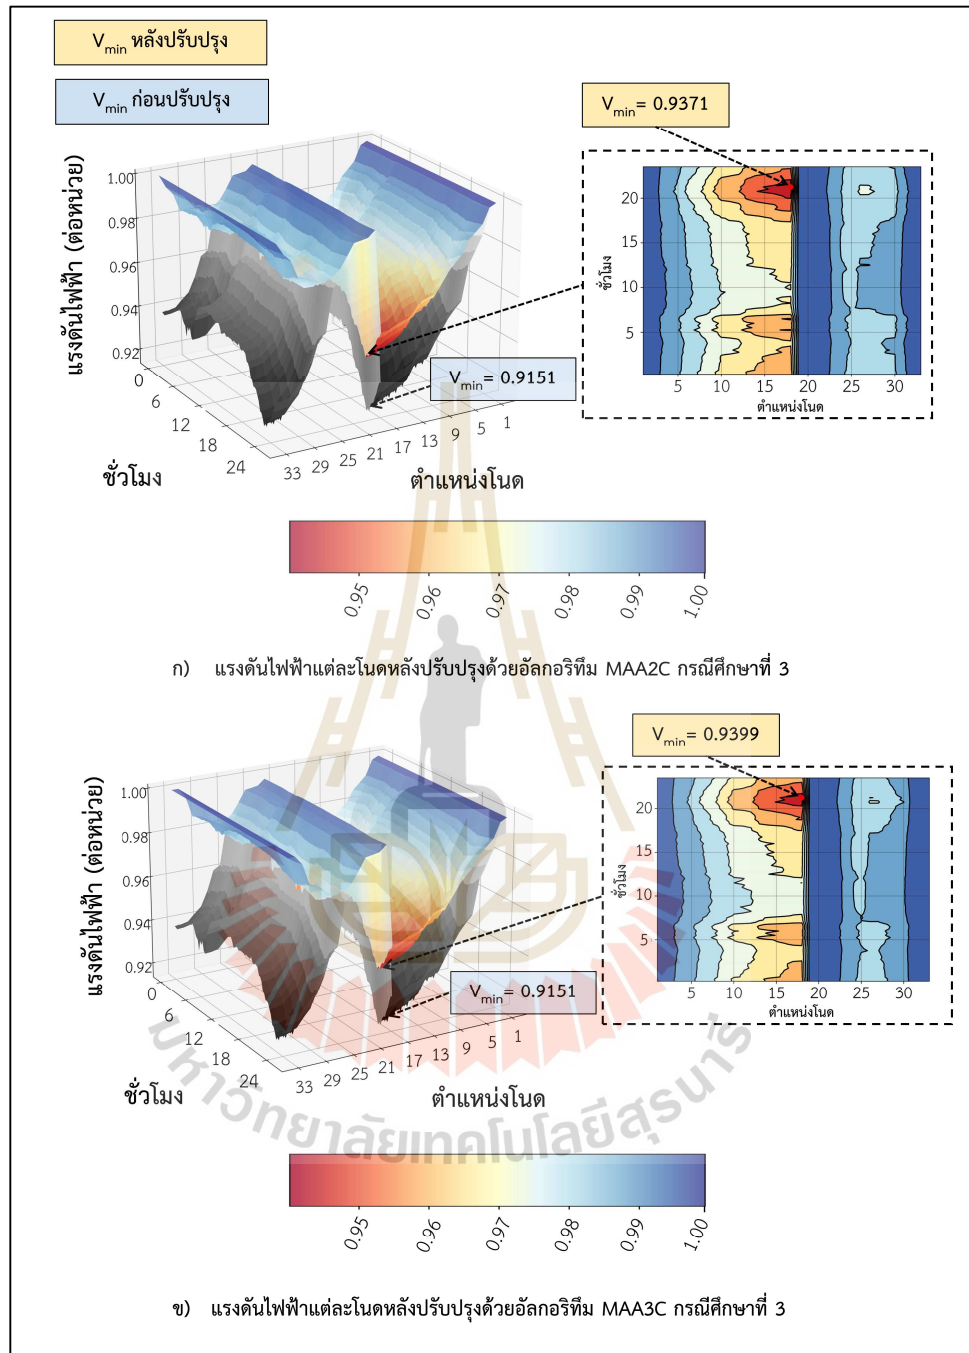 Vmin หลังปรับปรุง
Vmin ก่อนปรับปรุง
Vmin= 0.9371
แรงดันไฟฟ้า (ต่อหน่วย)
1.00
0.98
0.96
0.94
0.92
0
6
12
18
24
33 29 25 21 17 13 9 5 1
ชั่วโมง
ตำแหน่งโนด
Vmin= 0.9151
ชั่วโมง
20
15
10
5
5 10 15 20 25 30
ตำแหน่งโนด
0.95 0.96 0.97 0.98 0.99 1.00
ก) แรงดันไฟฟ้าแต่ละโนดหลังปรับปรุงด้วยอัลกอริทึม MAA2C กรณีศึกษาที่ 3
Vmin= 0.9399
แรงดันไฟฟ้า (ต่อหน่วย)
1.00
0.98
0.96
0.94
0.92
0
6
12
18
24
33 29 25 21 17 13 9 5 1
ชั่วโมง
ตำแหน่งโนด
Vmin= 0.9151
ชั่วโมง
20
15
10
5
5 10 15 20 25 30
ตำแหน่งโนด
มหาวิทยาลัยเทคโนโลยีสุรนารี
0.95 0.96 0.97 0.98 0.99 1.00
ข) แรงดันไฟฟ้าแต่ละโนดหลังปรับปรุงด้วยอัลกอริทึม MAA3C กรณีศึกษาที่ 3